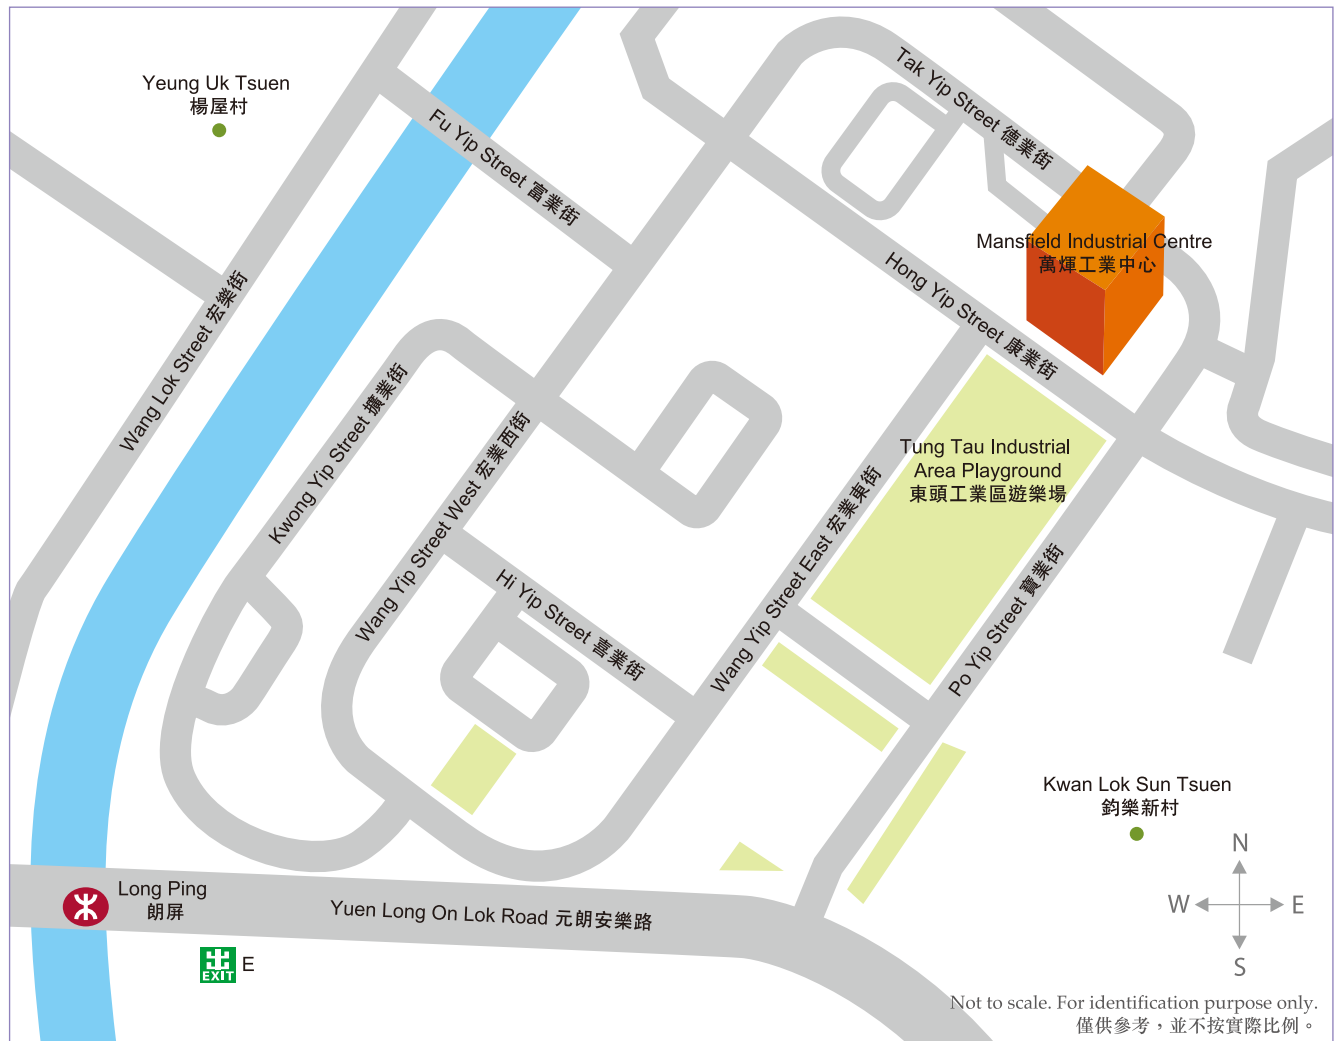 Yeung Uk Tsuen
楊屋村
Tak Yip Street 德業街
Fu Yip Street 富業街
Mansfield Industrial Centre
萬煇工業中心
Wang Lok Street 宏樂街
Hong Yip Street 康業街
Kwong Yip Street 擴業街
Wang Yip Street West 宏業西街
Tung Tau Industrial
Area Playground
東頭工業區遊樂場
Wang Yip Street East 宏業東街
Hi Yip Street 喜業街
Po Yip Street 寶業街
Kwan Lok Sun Tsuen
鈞樂新村
N
W
E
S
Long Ping
朗屏
Yuen Long On Lok Road 元朗安樂路
出
EXIT
E
Not to scale. For identification purpose only.
僅供參考，並不按實際比例。